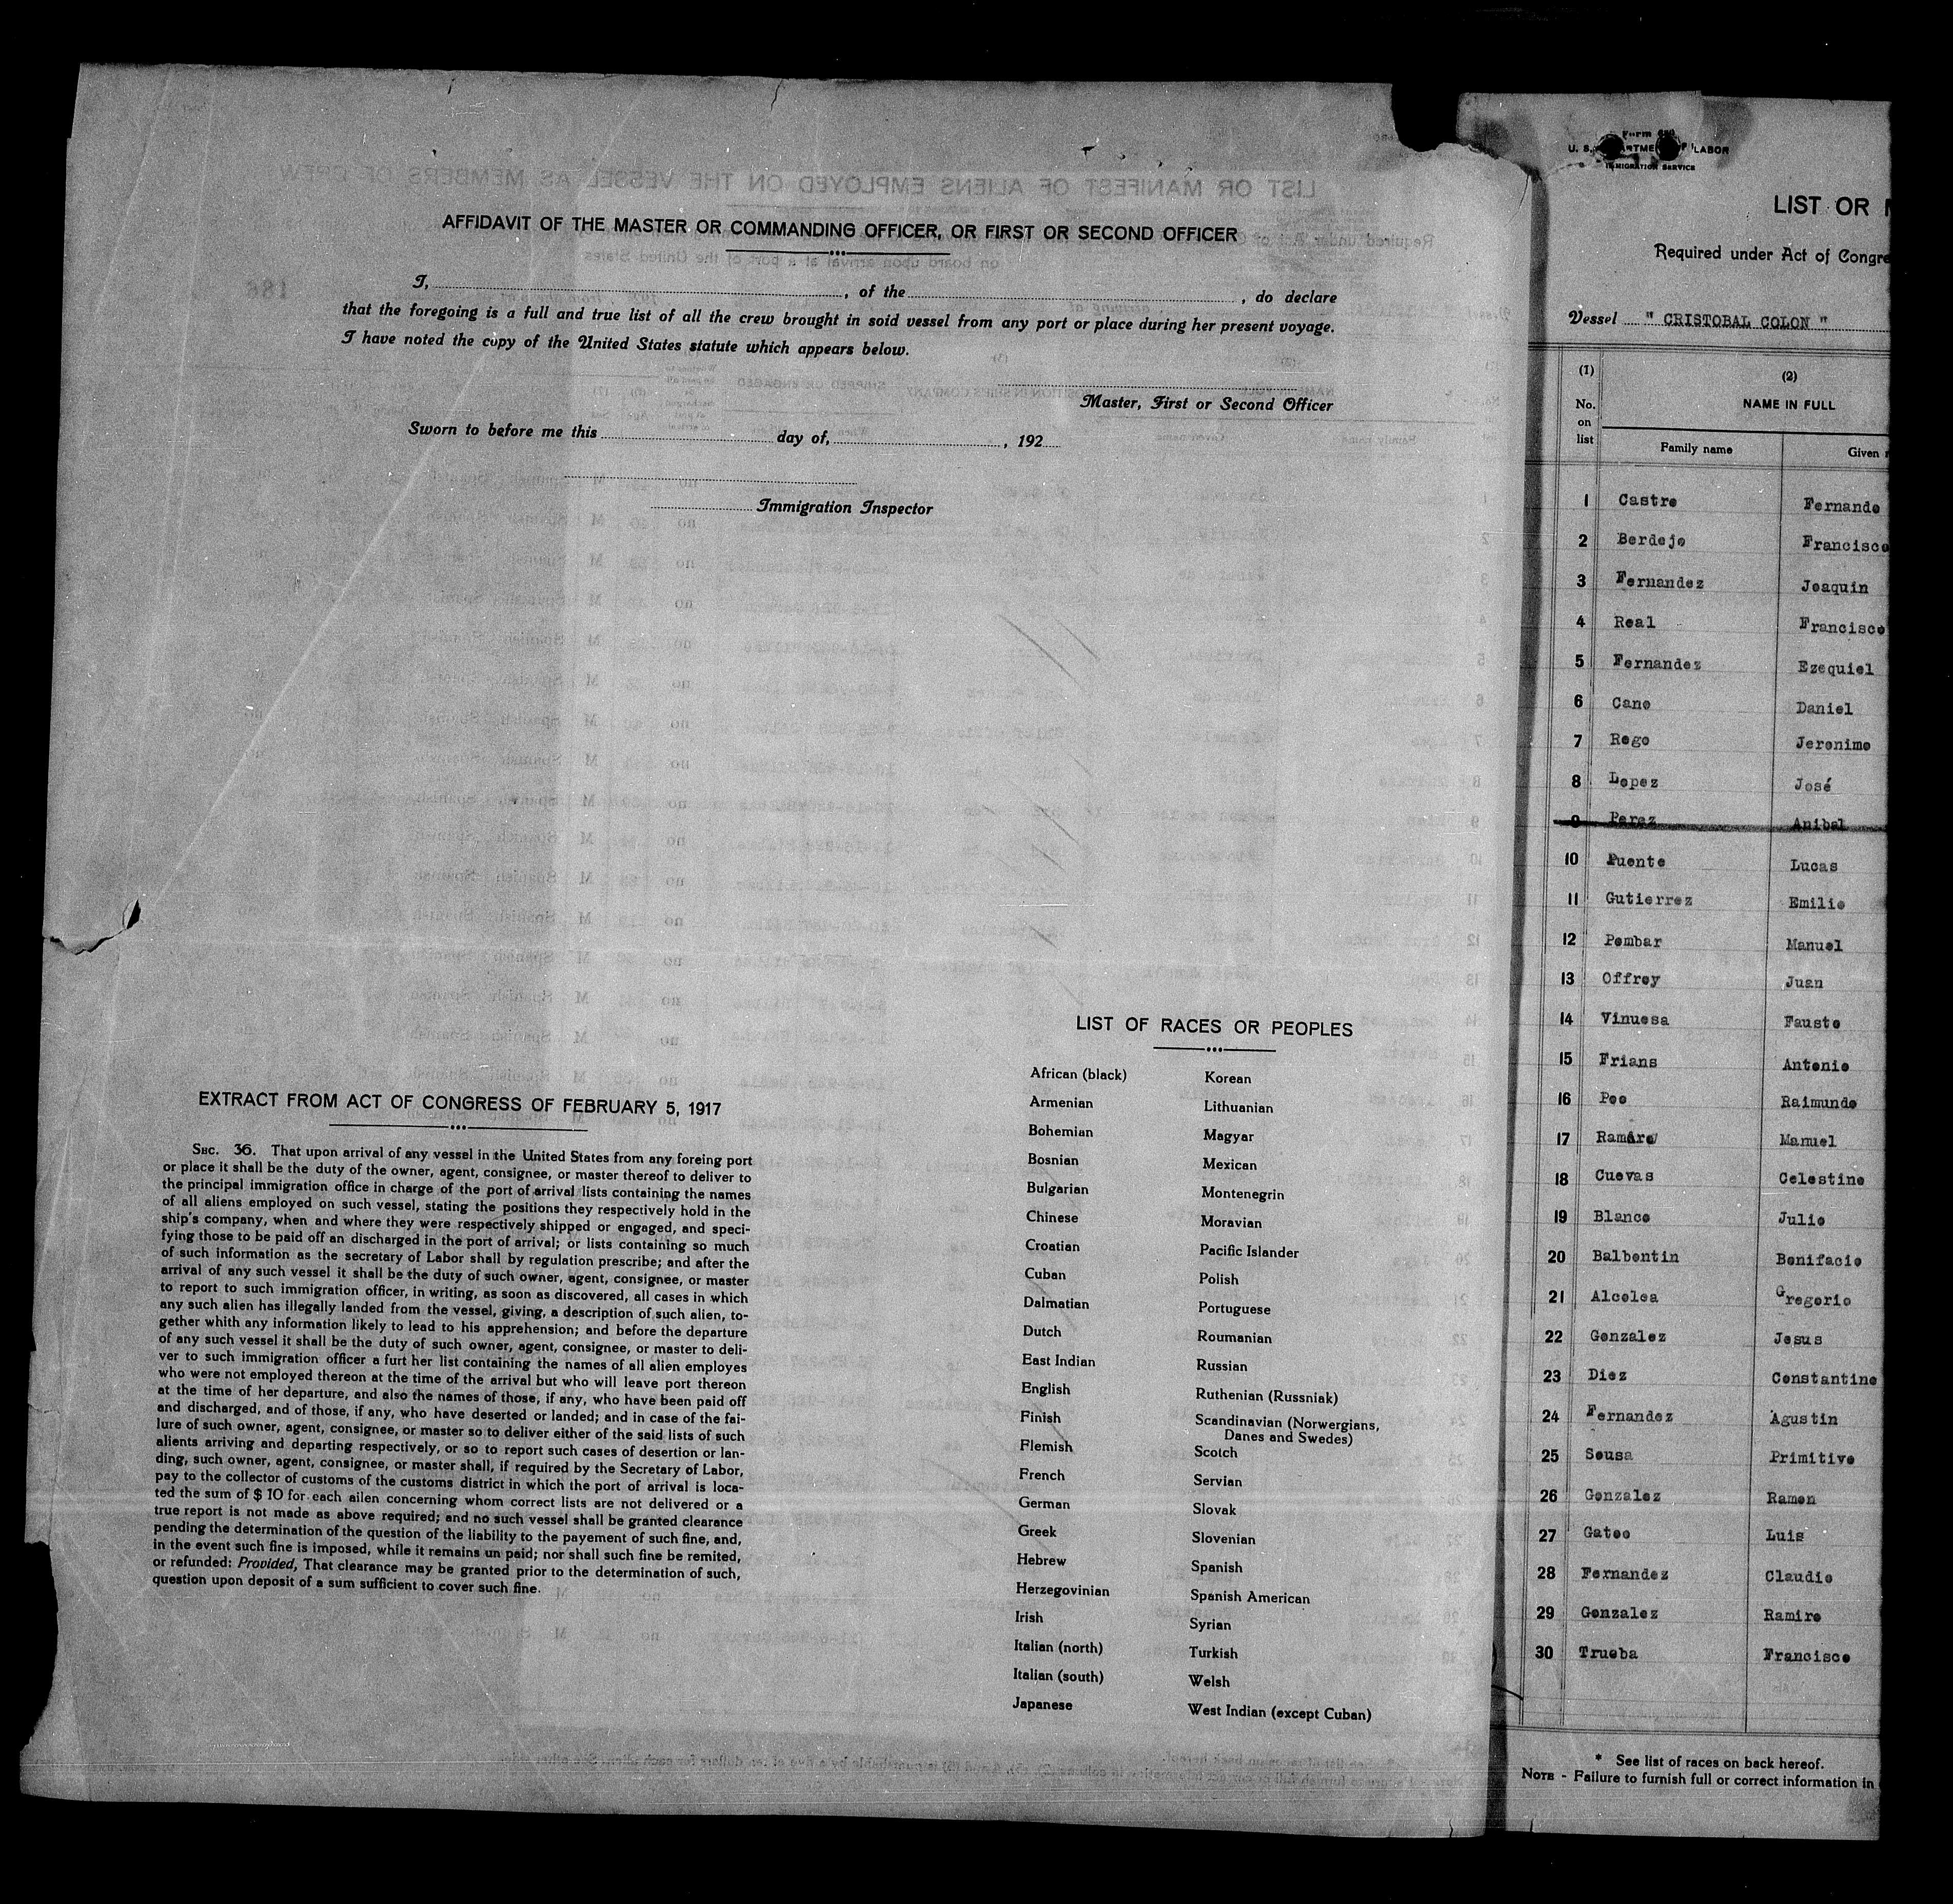 AFFIDAVIT OF THE MASTER OR COMMANDING OFFICER, OR FIRST OR SECOND OFFICER
I, , of the , do declare
that the foregoing is a full and true list of all the crew brought in soid vessel from any port or place during her present voyage.
I have noted the copy of the United States statute which appears below.
Master, First or Second Officer
Sworn to before me this day of, , 192
Immigration Inspector
EXTRACT FROM ACT OF CONGRESS OF FEBRUARY 5, 1917
SEC. 36. That upon arrival of any vessel in the United States from any foreing port
or place it shall be the duty of the owner, agent, consignee, or master thereof to deliver to
the principal immigration office in charge of the port of arrival lists containing the names
of all aliens employed on such vessel, stating the positions they respectively hold in the
ship's company, when and where they were respectively shipped or engaged, and speci-
fying those to be paid off an discharged in the port of arrival; or lists containing so much
of such information as the secretary of Labor shall by regulation prescribe; and after the
arrival of any such vessel it shall be the duty of such owner, agent, consignee, or master
to report to such immigration officer, in writing, as soon as discovered, all cases in which
any such alien has illegally landed from the vessel, giving, a description of such alien, to-
gether whith any information likely to lead to his apprehension; and before the departure
of any such vessel it shall be the duty of such owner, agent, consignee, or master to deli-
ver to such immigration officer a furt her list containing the names of all alien employes
who were not employed thereon at the time of the arrival but who will leave port thereon
at the time of her departure, and also the names of those, if any, who have been paid off
and discharged, and of those, if any, who have deserted or landed; and in case of the fai-
lure of such owner, agent, consignee, or master so to deliver either of the said lists of such
alients arriving and departing respectively, or so to report such cases of desertion or lan-
ding, such owner, agent, consignee, or master shall, if required by the Secretary of Labor,
pay to the collector of customs of the customs district in which the port of arrival is loca-
ted the sum of $ 10 for each ailen concerning whom correct lists are not delivered or a
true report is not made as above required; and no such vessel shall be granted clearance
pending the determination of the question of the liability to the payement of such fine, and,
in the event such fine is imposed, while it remains un paid; nor shall such fine be remited,
or refunded: Provided, That clearance may be granted prior to the determination of such,
question upon deposit of a sum sufficient to cover such fine.
LIST OF RACES OR PEOPLES
African (black) Korean
Armenian Lithuanian
Bohemian Magyar
Bosnian Mexican
Bulgarian Montenegrin
Chinese Moravian
Croatian Pacific Islander
Cuban Polish
Dalmatian Portuguese
Dutch Roumanian
East Indian Russian
English Ruthenian (Russniak)
Finish Scandinavian (Norwergians,
Danes and Swedes)
Flemish Scotch
French Servian
German Slovak
Greek Slovenian
Hebrew Spanish
Herzegovinian Spanish American
Irish Syrian
Italian (north) Turkish
Italian (south) Welsh
Japanese West Indian (except Cuban)
Form 680
U. S. DEPARTMENT OF LABOR
IMMIGRATION SERVICE
LIST OR
Required under Act of Congre
Vessel " CRISTOBAL COLON "
(1) (2)
No. on list NAME IN FULL
Family name Given
1 Castro Fernando
2 Berdejo Francisco
3 Fernandez Joaquin
4 Real Francisco
5 Fernandez Ezequiel
6 Cano Daniel
7 Rego Jeronimo
8 Lopez José
9 Perez Anibal
10 Puente Lucas
11 Gutierrez Emilio
12 Pombar Manuel
13 Offroy Juan
14 Vinuesa Fausto
15 Frians Antonio
16 Poo Raimundo
17 Ramiro Manuel
18 Cuevas Celestino
19 Blanco Julio
20 Balbontin Bonifacio
21 Alcolea Gregorio
22 Gonzalez Jesus
23 Diez Constantino
24 Fernandez Agustin
25 Sousa Primitivo
26 Gonzalez Ramon
27 Gatoo Luis
28 Fernandez Claudio
29 Gonzalez Ramiro
30 Trueba Francisco
* See list of races on back hereof.
NOTE - Failure to furnish full or correct information in